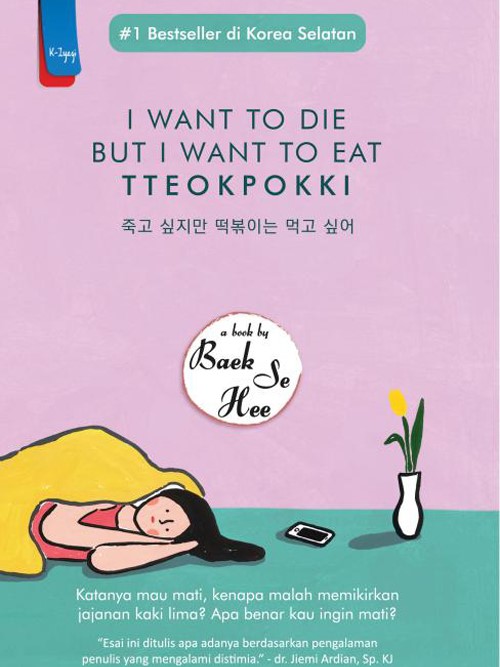 K-Iyagi
#1 Bestseller di Korea Selatan
I WANT TO DIE
BUT I WANT TO EAT
TTEOKPOKKI
죽고 싶지만 떡볶이는 먹고 싶어
a book by
Baek
Se
Hee
Katanya mau mati, kenapa malah memikirkan
jajanan kaki lima? Apa benar kau ingin mati?
“Esai ini ditulis apa adanya berdasarkan pengalaman
penulis yang mengalami distimia.” - dr. Jiemi Ardian, Sp. KJ